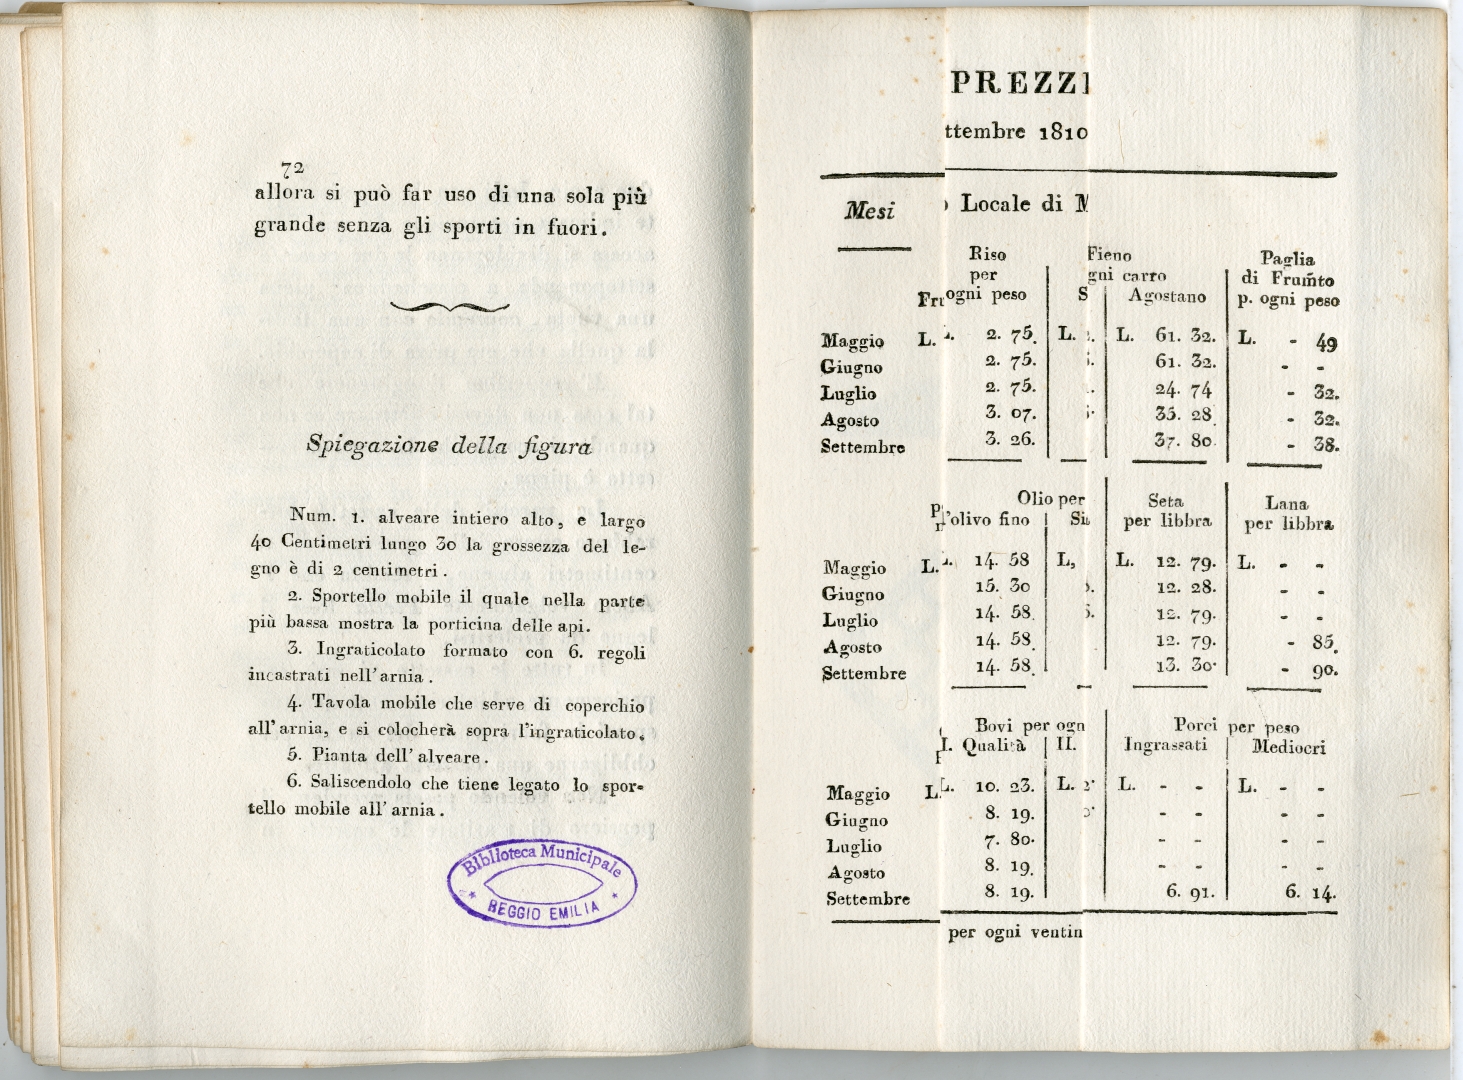 72
allora si può far uso di una sola più
grande senza gli sporti in fuori.
Spiegazione della figura
Num. 1. alveare intiero alto, e largo
40 Centimetri lungo 30 la grossezza del le-
gno è di 2 centimetri.
2. Sportello mobile il quale nella parte
più bassa mostra la porticina delle api.
3. Ingraticolato formato con 6. regoli
incastrati nell' arnia.
4. Tavola mobile che serve di coperchio
all' arnia, e si colocherà sopra l'ingraticolato.
5. Pianta dell' alveare.
6. Saliscendolo che tiene legato lo spor-
tello mobile all' arnia.
Biblioteca Municipale
REGGIO EMILIA
PREZZI
ttembre 1810
Mesi
Locale di
Riso Fieno Paglia
per gni carro di Frum̃to
Fru ogni peso S Agostano p. ogni peso
Maggio L. L. 2. 75. L. L. 61. 32. L. - 49
Giugno 2. 75. 61. 32. - -
Luglio 2. 75. 24. 74 - 32.
Agosto 3. 07. 35. 28. - 32.
Settembre 3. 26. 37. 80. - 38.
Olio per Seta Lana
l'olivo fino per libbra per libbra
Maggio L. L. 14. 58 L, L. 12. 79. L. - -
Giugno 15. 30 12. 28. - -
Luglio 14. 58. 12. 79. - -
Agosto 14. 58. 12. 79. - 85.
Settembre 14. 58. 13. 30. - 90.
Bovi per ogn Porci per peso
I. Qualità II. Ingrassati Mediocri
Maggio L. L. 10. 23. L. 2. L. - - L. - -
Giugno 8. 19. - - - -
Luglio 7. 80. - - - -
Agosto 8. 19. - - - -
Settembre 8. 19. 6. 91. 6. 14.
per ogni ventin